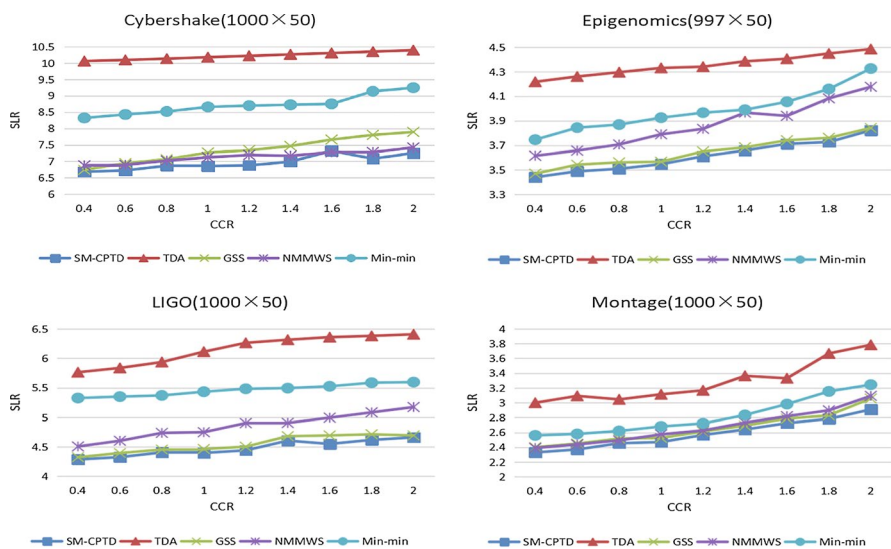 Cybershake(1000×50)
10.5
10
9.5
9
8.5
8
7.5
7
6.5
6
SLR
0.4 0.6 0.8 1 1.2 1.4 1.6 1.8 2
CCR
SM-CPTD TDA GSS NMMWS Min-min
Epigenomics(997×50)
4.5
4.3
4.1
3.9
3.7
3.5
3.3
SLR
0.4 0.6 0.8 1 1.2 1.4 1.6 1.8 2
CCR
SM-CPTD TDA GSS NMMWS Min-min
LIGO(1000×50)
6.5
6
5.5
5
4.5
4
SLR
0.4 0.6 0.8 1 1.2 1.4 1.6 1.8 2
CCR
SM-CPTD TDA GSS NMMWS Min-min
Montage(1000×50)
4
3.8
3.6
3.4
3.2
3
2.8
2.6
2.4
2.2
2
SLR
0.4 0.6 0.8 1 1.2 1.4 1.6 1.8 2
CCR
SM-CPTD TDA GSS NMMWS Min-min